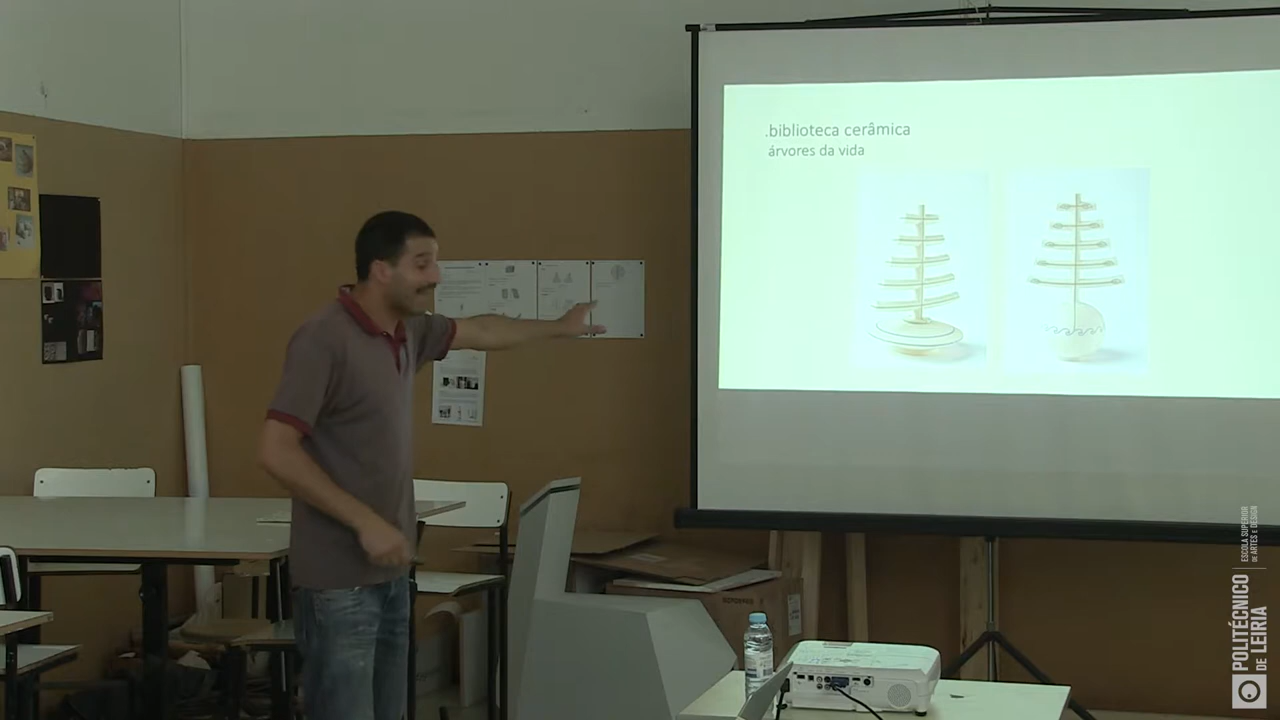 .biblioteca cerâmica
árvores da vida
POLITÉCNICO
DE LEIRIA
ESCOLA SUPERIOR
DE ARTES E DESIGN